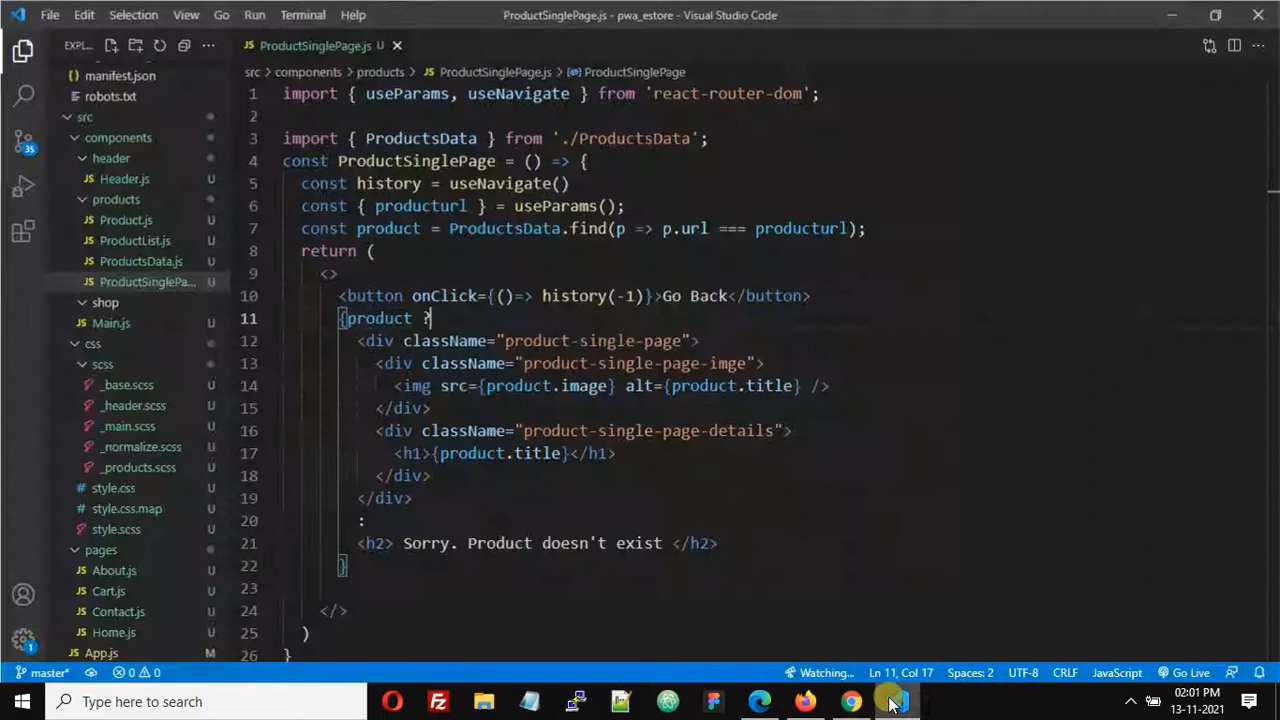 File Edit Selection View Go Run Terminal Help ProductSinglePage.js - pwa_estore - Visual Studio Code
EXPL... ProductSinglePage.js U
src > components > products > ProductSinglePage.js > ProductSinglePage
manifest.json
robots.txt
src
components
header
Header.js U
products
Product.js U
ProductList.js U
ProductsData.js U
ProductSinglePa... U
shop
Main.js U
css
scss
_base.scss U
_header.scss U
_main.scss U
_normalize.scss U
_products.scss U
style.css U
style.css.map U
style.scss U
pages
About.js U
Cart.js U
Contact.js U
Home.js U
App.js M
35
1
1 import { useParams, useNavigate } from 'react-router-dom';
2
3 import { ProductsData } from './ProductsData';
4 const ProductSinglePage = () => {
5 const history = useNavigate()
6 const { producturl } = useParams();
7 const product = ProductsData.find(p => p.url === producturl);
8 return (
9 <>
10 <button onClick={()=> history(-1)}>Go Back</button>
11 {product ?
12 <div className="product-single-page">
13 <div className="product-single-page-imge">
14 <img src={product.image} alt={product.title} />
15 </div>
16 <div className="product-single-page-details">
17 <h1>{product.title}</h1>
18 </div>
19 </div>
20 :
21 <h2> Sorry. Product doesn't exist </h2>
22 }
23
24 </>
25 )
26 }
master* 0 0 Watching... Ln 11, Col 17 Spaces: 2 UTF-8 CRLF JavaScript Go Live
Type here to search
02:01 PM
13-11-2021